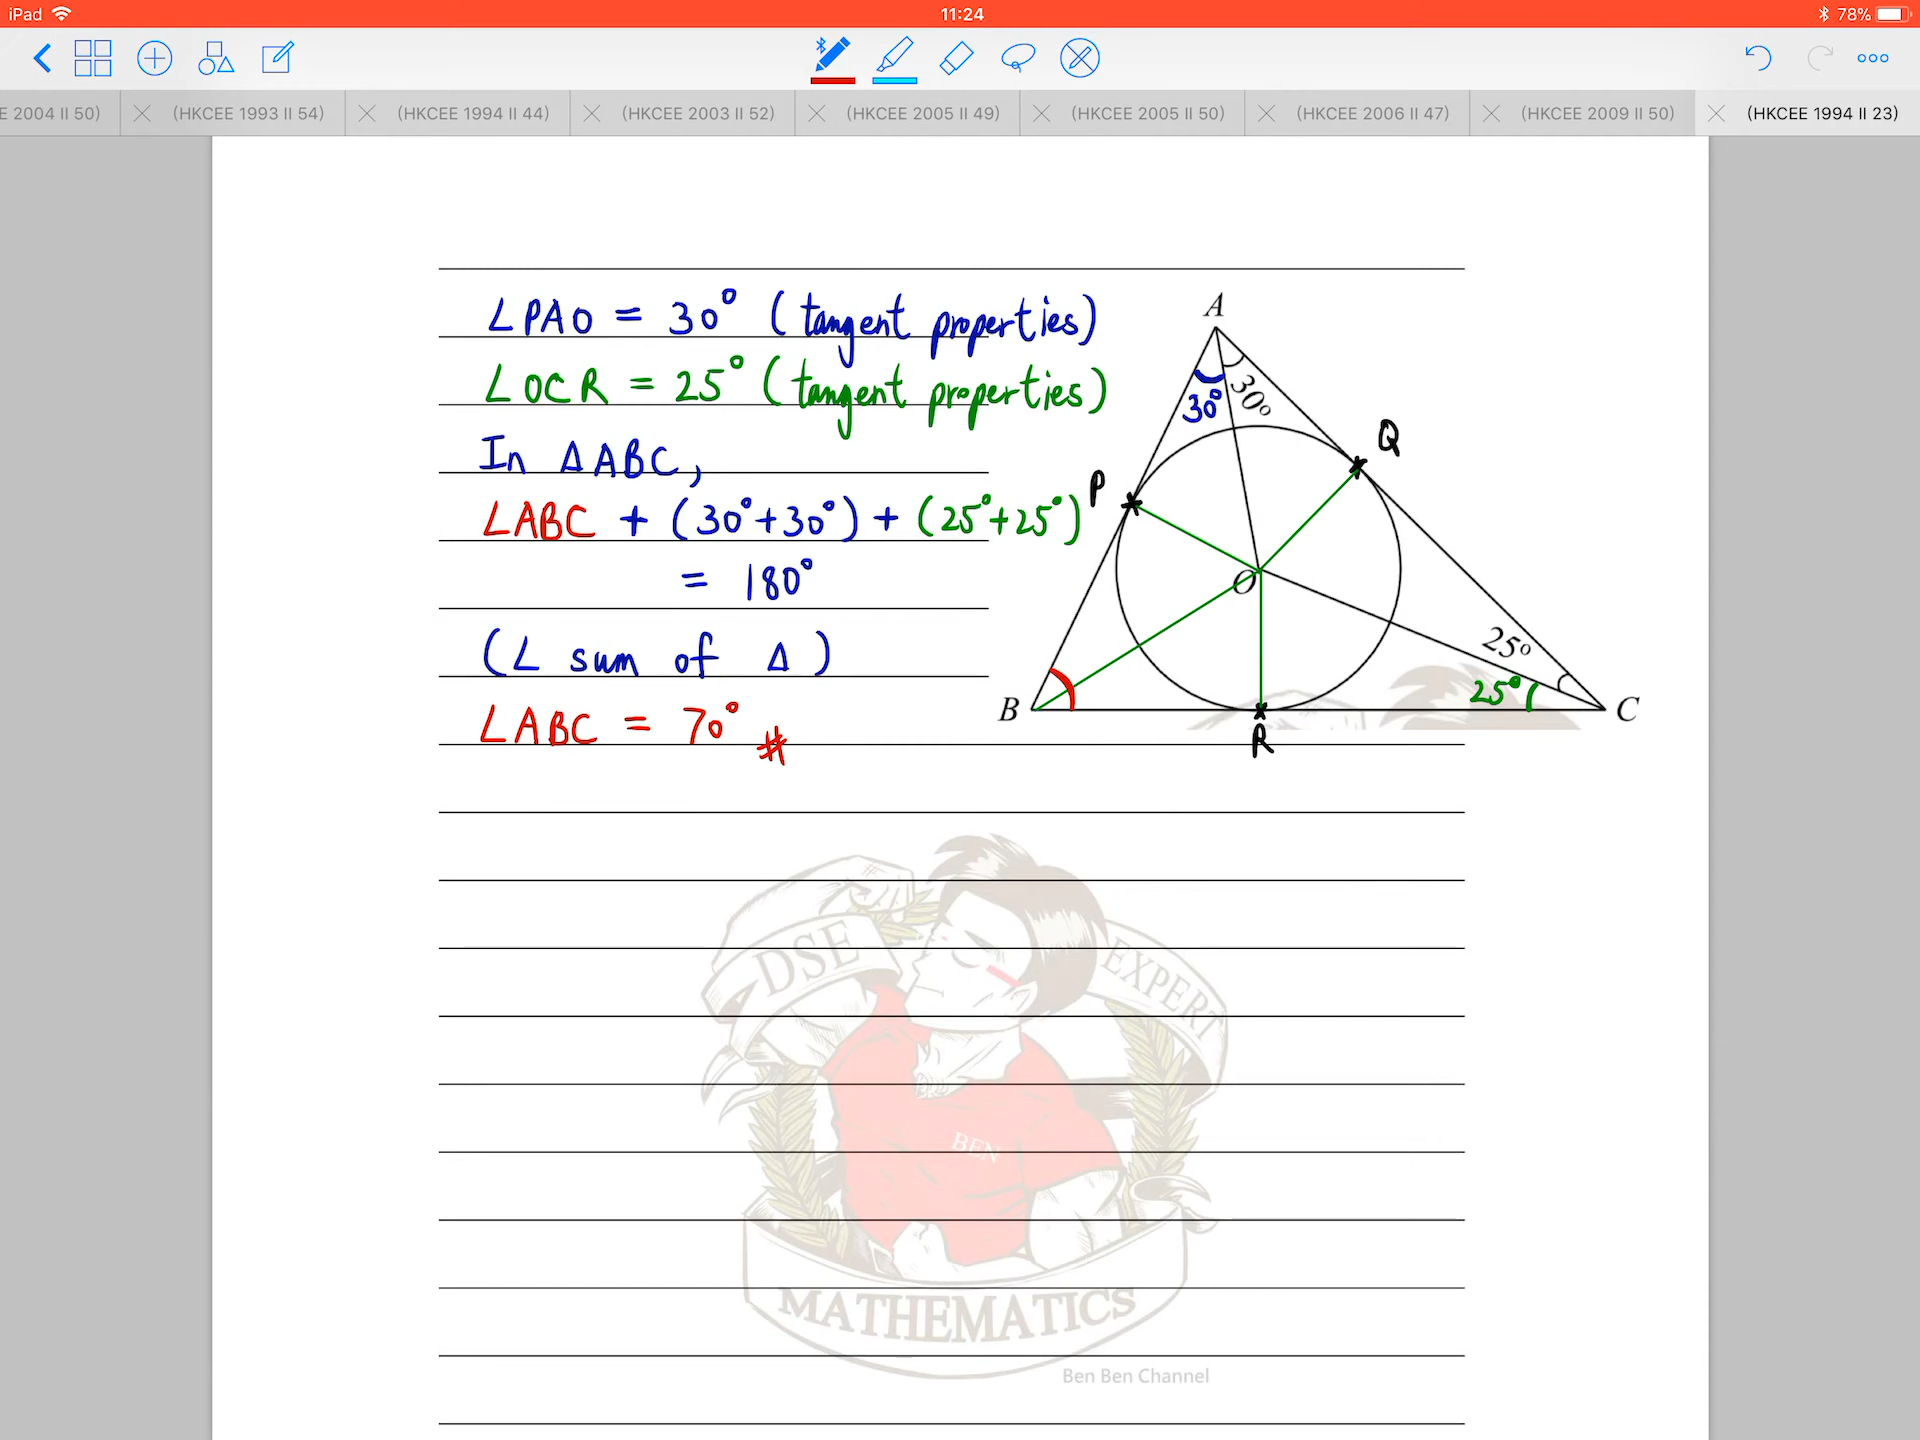 iPad 11:24 78%
E 2004 II 50) (HKCEE 1993 II 54) (HKCEE 1994 II 44) (HKCEE 2003 II 52) (HKCEE 2005 II 49) (HKCEE 2005 II 50) (HKCEE 2006 II 47) (HKCEE 2009 II 50) (HKCEE 1994 II 23)
∠PAO = 30° (tangent properties)
∠OCR = 25° (tangent properties)
In ΔABC,
∠ABC + (30°+30°) + (25°+25°)
= 180°
(∠ sum of Δ)
∠ABC = 70° #
A
30° 30°
Q
P
O
25°
25°
B
C
R
DSE EXPERT
BEN
MATHEMATICS
Ben Ben Channel